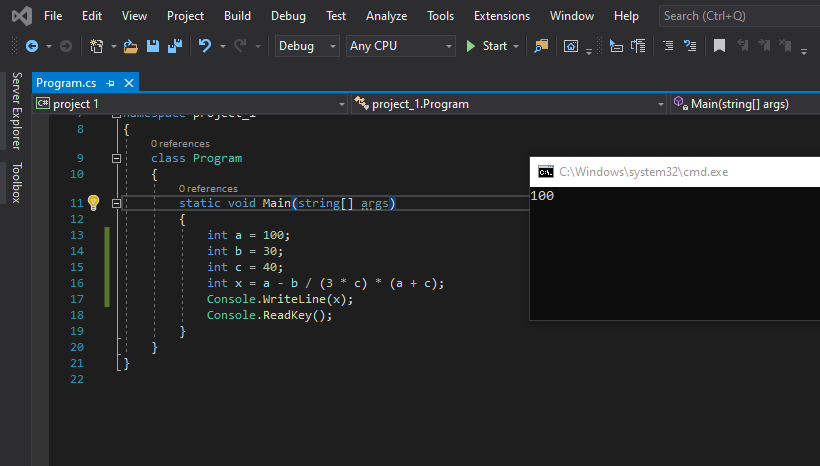 File Edit View Project Build Debug Test Analyze Tools Extensions Window Help Search (Ctrl+Q)
Debug Any CPU Start
Program.cs
C# project 1 project_1.Program Main(string[] args)
Server Explorer
Toolbox
7 namespace project_1
8 {
0 references
9 class Program
10 {
0 references
11 static void Main(string[] args)
12 {
13 int a = 100;
14 int b = 30;
15 int c = 40;
16 int x = a - b / (3 * c) * (a + c);
17 Console.WriteLine(x);
18 Console.ReadKey();
19 }
20 }
21 }
22
C:\Windows\system32\cmd.exe
100